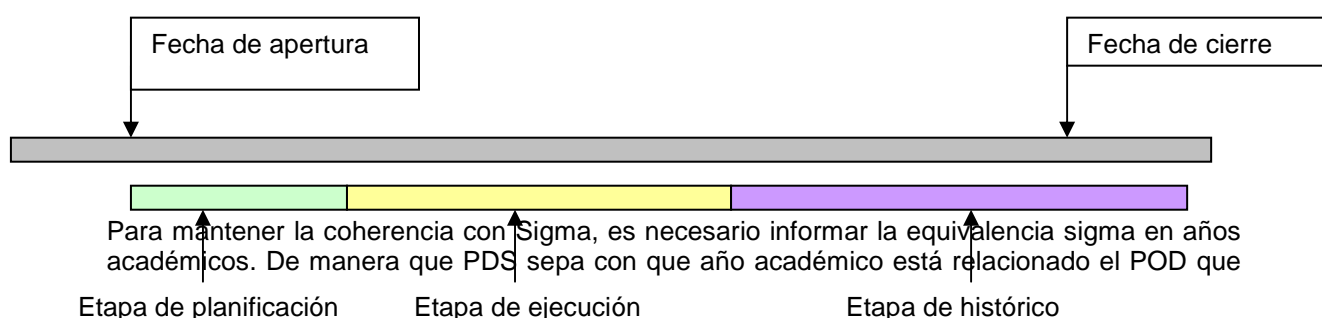 Fecha de apertura
Fecha de cierre
Para mantener la coherencia con Sigma, es necesario informar la equivalencia sigma en años
académicos. De manera que PDS sepa con que año académico está relacionado el POD que
Etapa de planificación
Etapa de ejecución
Etapa de histórico